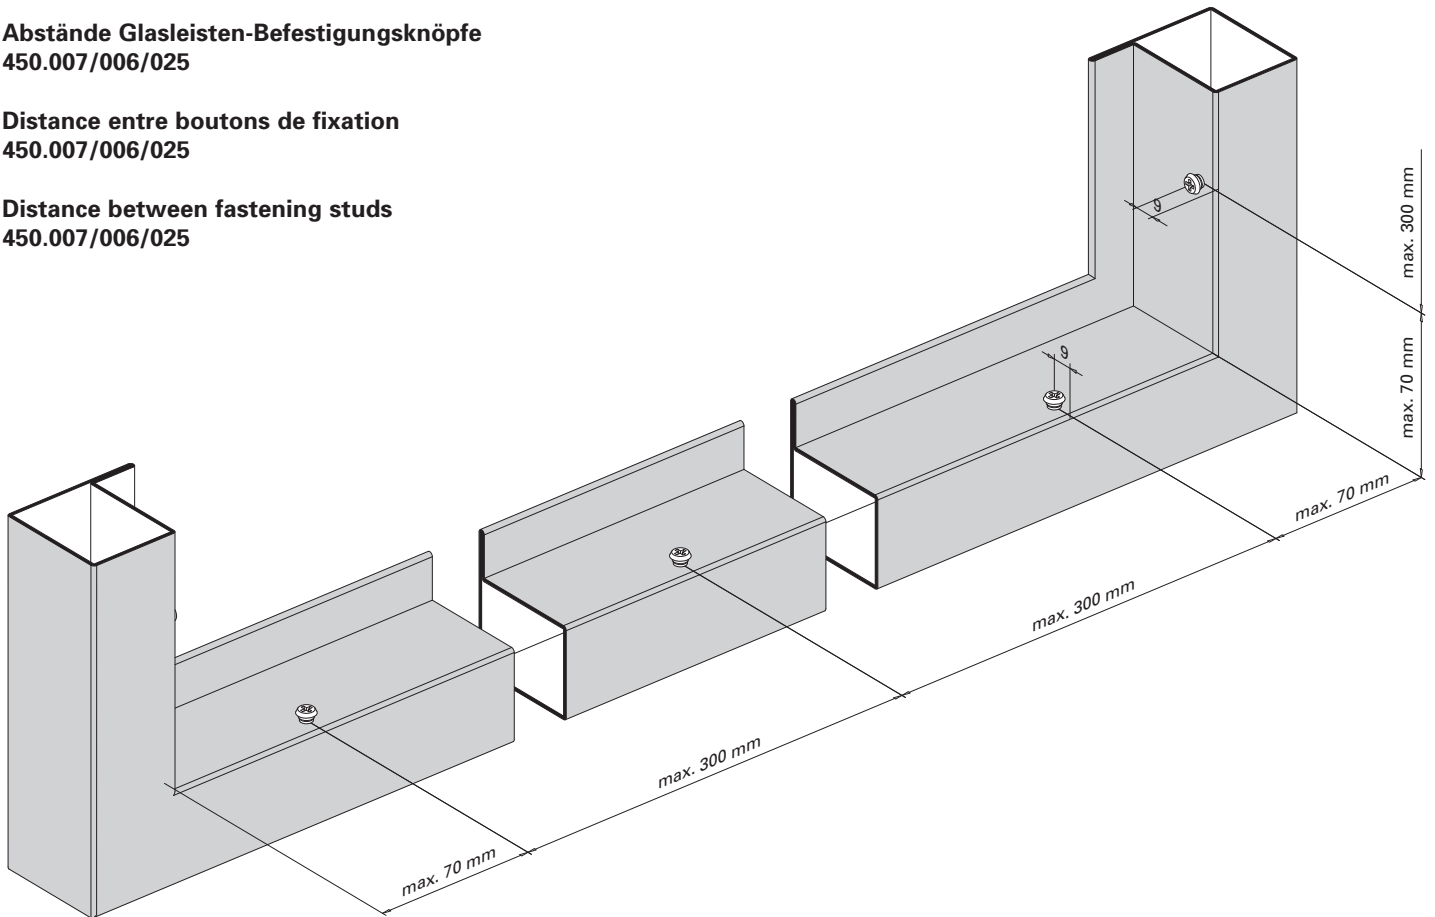 Abstände Glasleisten-Befestigungsknöpfe
450.007/006/025
Distance entre boutons de fixation
450.007/006/025
Distance between fastening studs
450.007/006/025
9
max. 300 mm
9
max. 70 mm
max. 70 mm
max. 300 mm
max. 300 mm
max. 70 mm